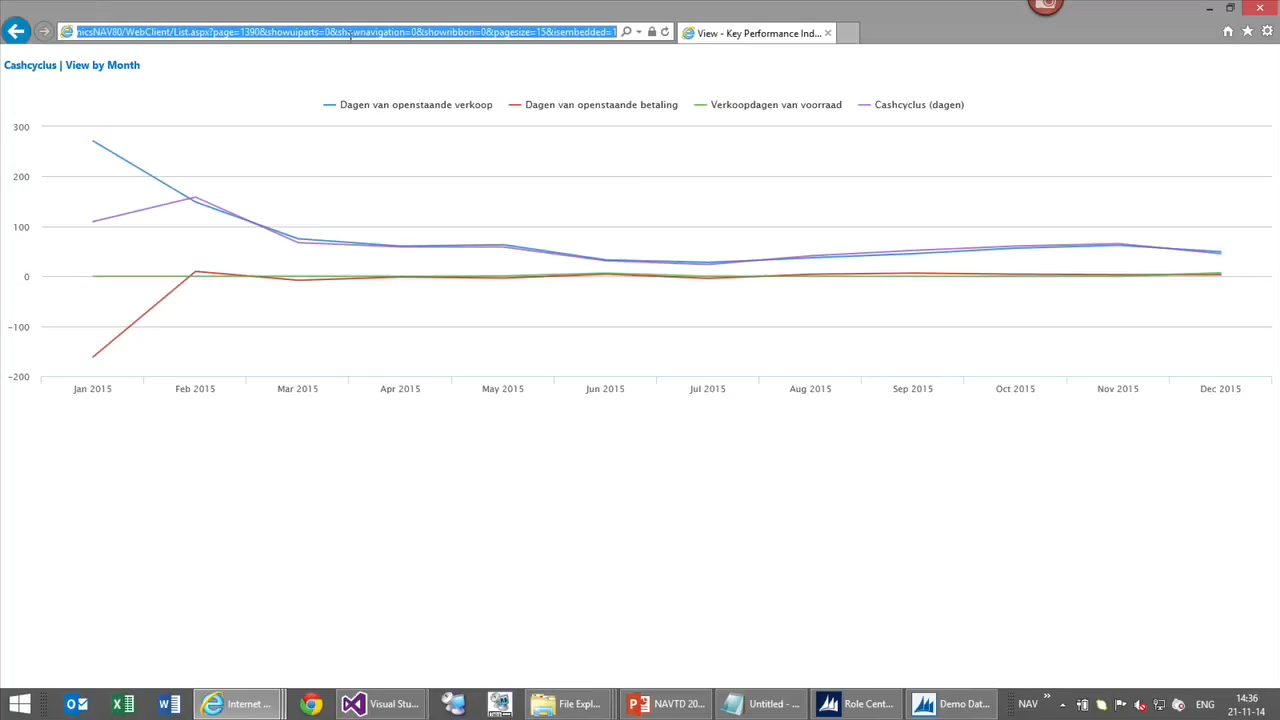 nicsNAV80/WebClient/List.aspx?page=1390&showuiparts=0&shownavigation=0&showribbon=0&pagesize=15&isembedded=1
View - Key Performance Ind...
Cashcyclus | View by Month
Dagen van openstaande verkoop
Dagen van openstaande betaling
Verkoopdagen van voorraad
Cashcyclus (dagen)
300
200
100
0
-100
-200
Jan 2015
Feb 2015
Mar 2015
Apr 2015
May 2015
Jun 2015
Jul 2015
Aug 2015
Sep 2015
Oct 2015
Nov 2015
Dec 2015
Internet ...
Visual Stu...
File Expl...
NAVTD 20...
Untitled - ...
Role Cent...
Demo Dat...
NAV
ENG
14:36
21-11-14